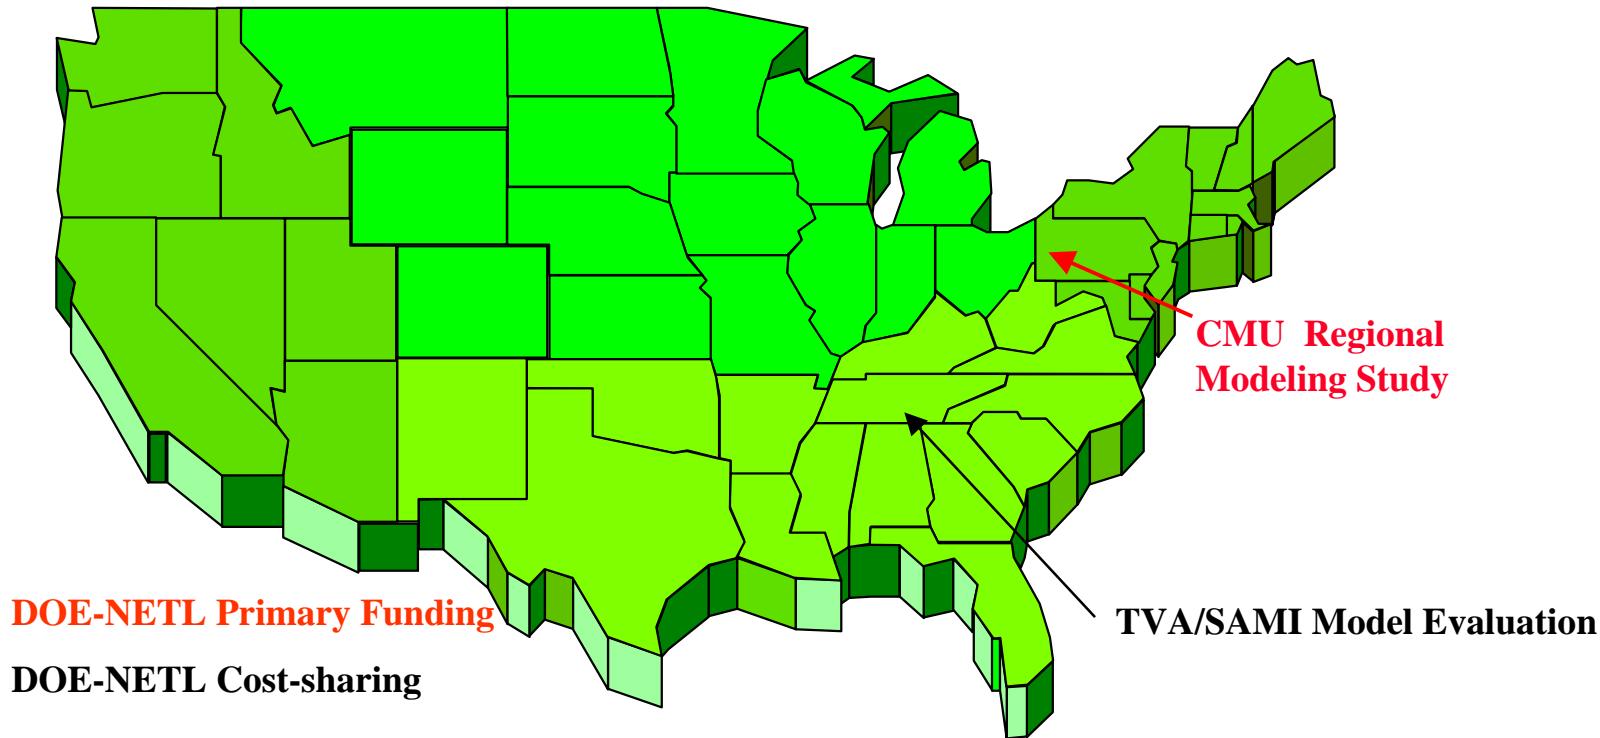 CMU Regional
Modeling Study
DOE-NETL Primary Funding
TVA/SAMI Model Evaluation
DOE-NETL Cost-sharing